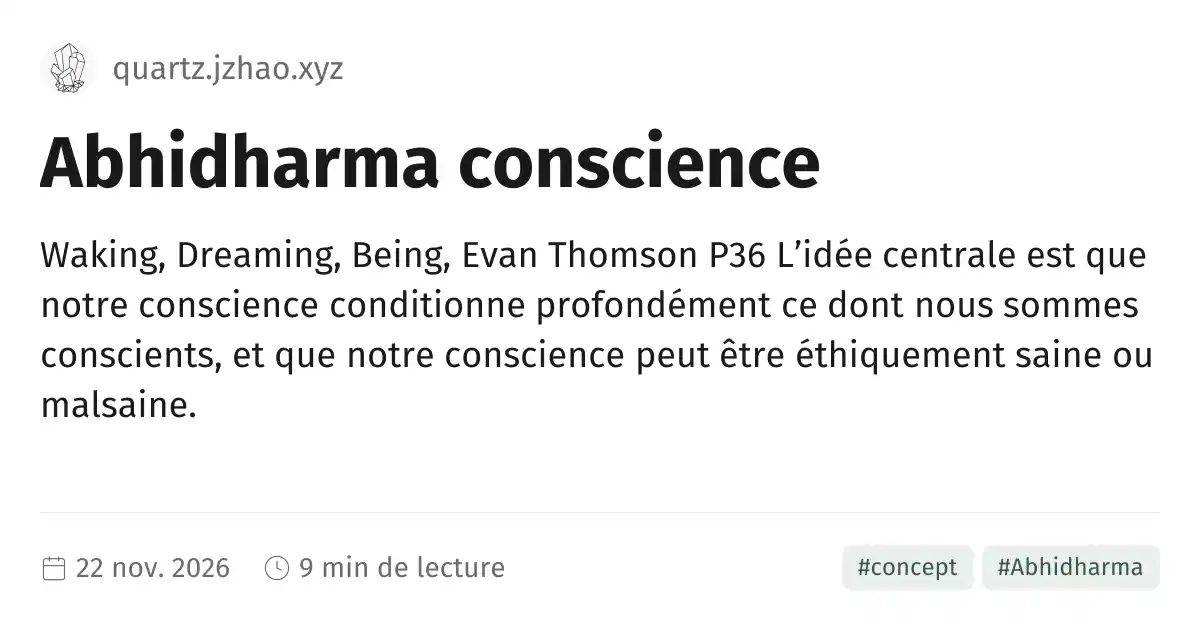 quartz.jzhao.xyz
Abhidharma conscience
Waking, Dreaming, Being, Evan Thomson P36 L’idée centrale est que
notre conscience conditionne profondément ce dont nous sommes
conscients, et que notre conscience peut être éthiquement saine ou
malsaine.
22 nov. 2026
9 min de lecture
#concept
#Abhidharma